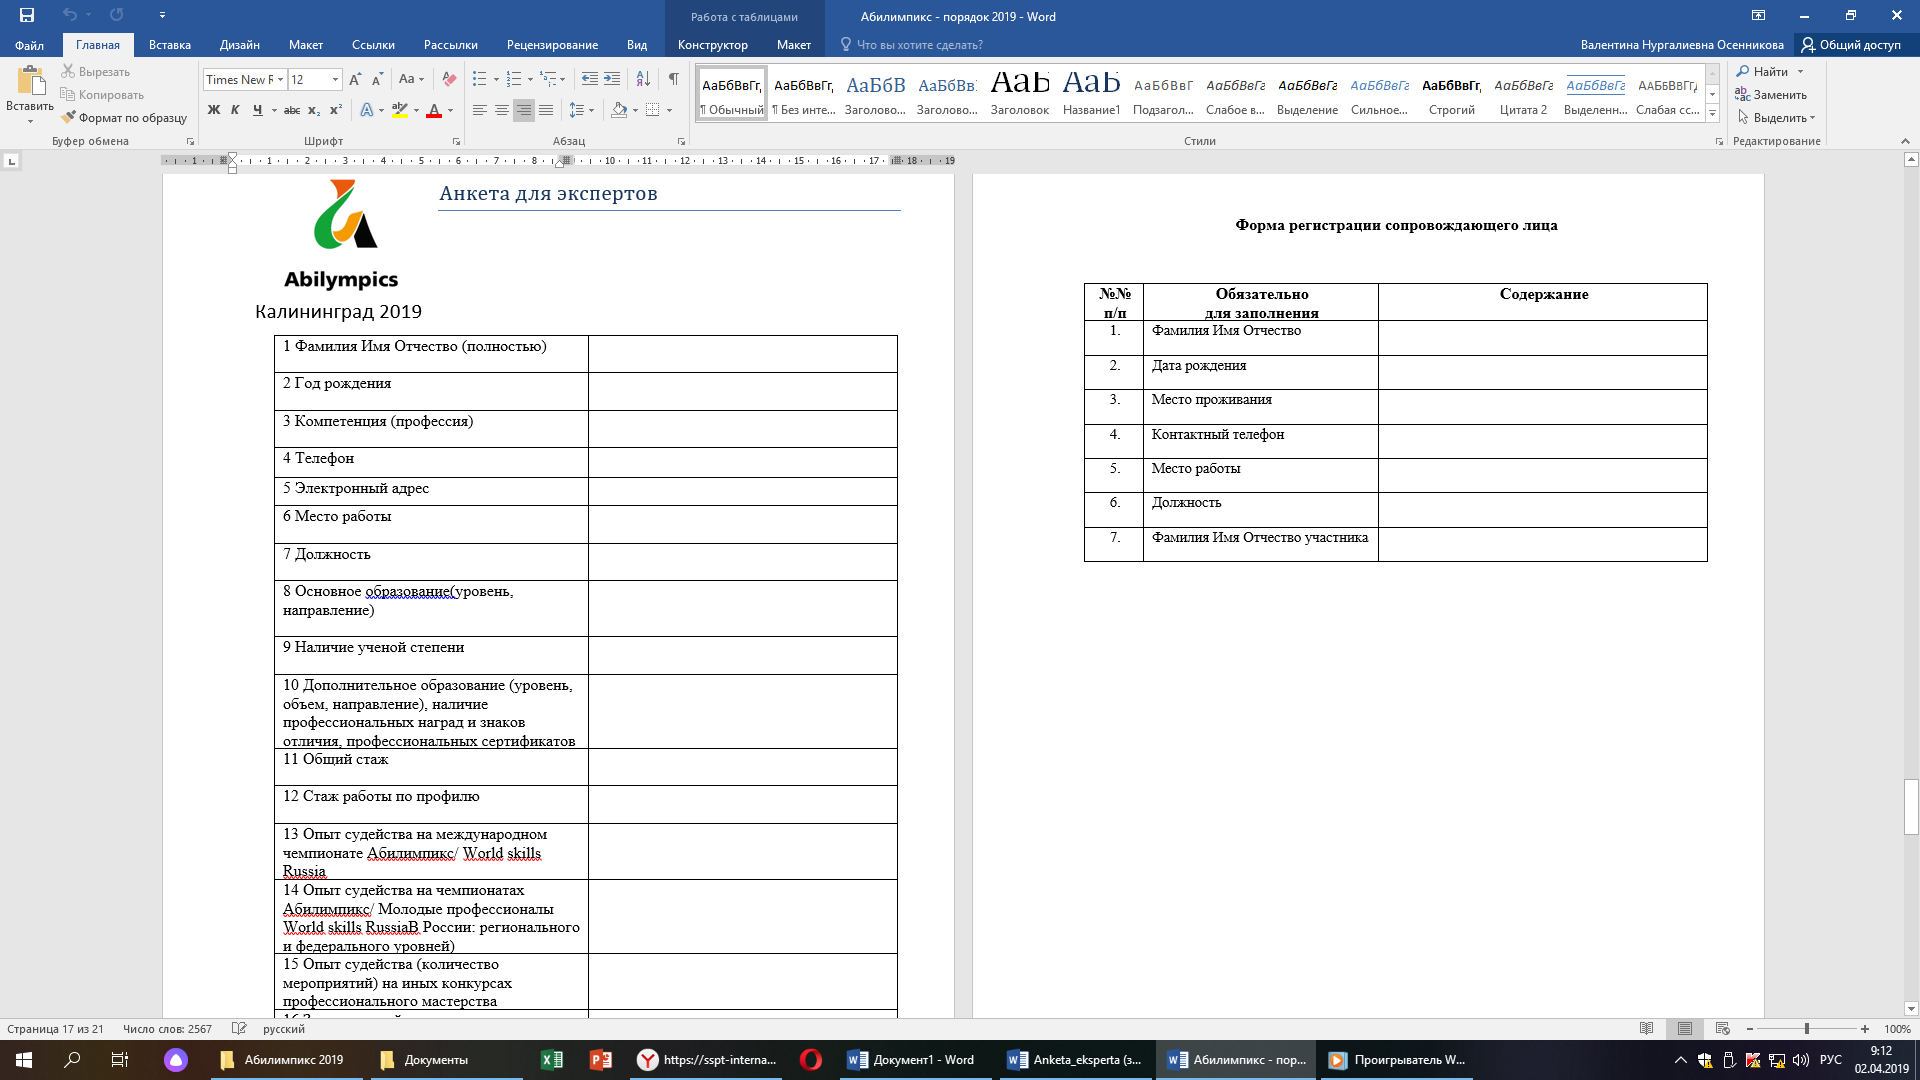 Работа с таблицами
Абилимпикс - порядок 2019 - Word
Файл
Главная
Вставка
Дизайн
Макет
Ссылки
Рассылки
Рецензирование
Вид
Конструктор
Макет
Что вы хотите сделать?
Валентина Нургалиевна Осенникова
Общий доступ
Вставить
Вырезать
Копировать
Формат по образцу
Буфер обмена
Times New F
12
Шрифт
Абзац
АаБбВвГг,
АаБбВвГг,
АаБбВ
АаБбВв
АаБ
АаБ
АаБбВвГ
АаБбВвГг
АаБбВвГг
АаБбВвГг
АаБбВвГг,
АаБбВвГг
АаБбВвГг
АаБбВвГг
¶ Обычный
¶ Без инте...
Заголово...
Заголово...
Заголовок
Название1
Подзагол...
Слабое в...
Выделение
Сильное...
Строгий
Цитата 2
Выделенн...
Слабая сс...
Стили
Найти
Заменить
Выделить
Редактирование
Анкета для экспертов
Abilympics
Калининград 2019
1 Фамилия Имя Отчество (полностью)
2 Год рождения
3 Компетенция (профессия)
4 Телефон
5 Электронный адрес
6 Место работы
7 Должность
8 Основное образование(уровень,
направление)
9 Наличие ученой степени
10 Дополнительное образование (уровень,
объем, направление), наличие
профессиональных наград и знаков
отличия, профессиональных сертификатов
11 Общий стаж
12 Стаж работы по профилю
13 Опыт судейства на международном
чемпионате Абилимпикс/ World skills
Russia
14 Опыт судейства на чемпионатах
Абилимпикс/ Молодые профессионалы
World skills RussiaВ России: регионального
и федерального уровней)
15 Опыт судейства (количество
мероприятий) на иных конкурсах
профессионального мастерства
Форма регистрации сопровождающего лица
№№
п/п
Обязательно
для заполнения
Содержание
1. Фамилия Имя Отчество
2. Дата рождения
3. Место проживания
4. Контактный телефон
5. Место работы
6. Должность
7. Фамилия Имя Отчество участника
Страница 17 из 21
Число слов: 2567
русский
100%
Абилимпикс 2019
Документы
https://sspt-interna...
Документ1 - Word
Anketa_eksperta (з...
Абилимпикс - пор...
Проигрыватель W...
РУС
9:12
02.04.2019